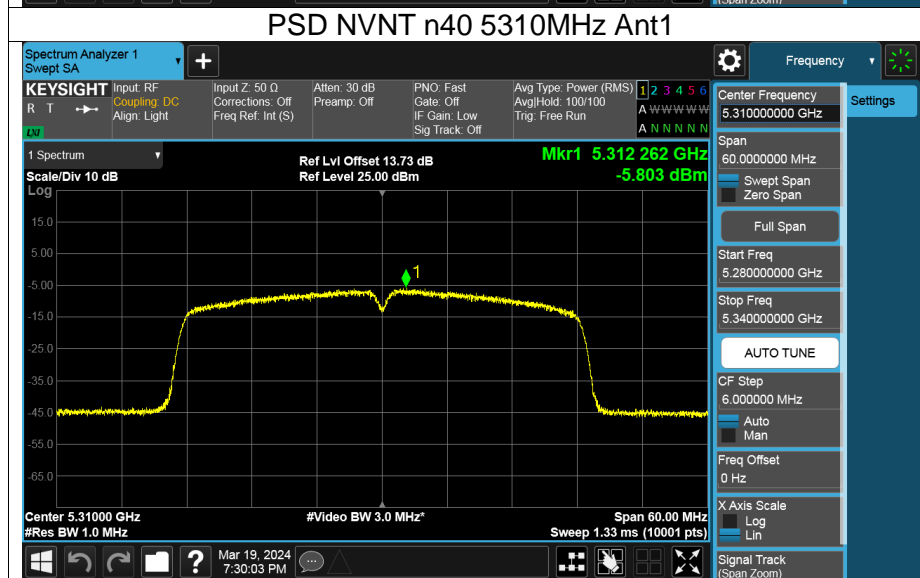 (Span Zoom)
PSD NVNT n40 5310MHz Ant1
Spectrum Analyzer 1
Swept SA
+
Frequency
KEYSIGHT
R T
LXI
Input: RF
Coupling: DC
Align: Light
Input Z: 50 Ω
Corrections: Off
Freq Ref: Int (S)
Atten: 30 dB
Preamp: Off
PNO: Fast
Gate: Off
IF Gain: Low
Sig Track: Off
Avg Type: Power (RMS)
Avg|Hold: 100/100
Trig: Free Run
1 2 3 4 5 6
A W W W W W
A N N N N N
1 Spectrum
Scale/Div 10 dB
Ref Lvl Offset 13.73 dB
Ref Level 25.00 dBm
Mkr1 5.312 262 GHz
-5.803 dBm
Log
15.0
5.00
-5.00
-15.0
-25.0
-35.0
-45.0
-55.0
-65.0
1
Center 5.31000 GHz
#Res BW 1.0 MHz
#Video BW 3.0 MHz*
Span 60.00 MHz
Sweep 1.33 ms (10001 pts)
Center Frequency
5.310000000 GHz
Settings
Span
60.0000000 MHz
Swept Span
Zero Span
Full Span
Start Freq
5.280000000 GHz
Stop Freq
5.340000000 GHz
AUTO TUNE
CF Step
6.000000 MHz
Auto
Man
Freq Offset
0 Hz
X Axis Scale
Log
Lin
Signal Track
(Span Zoom)
?
Mar 19, 2024
7:30:03 PM